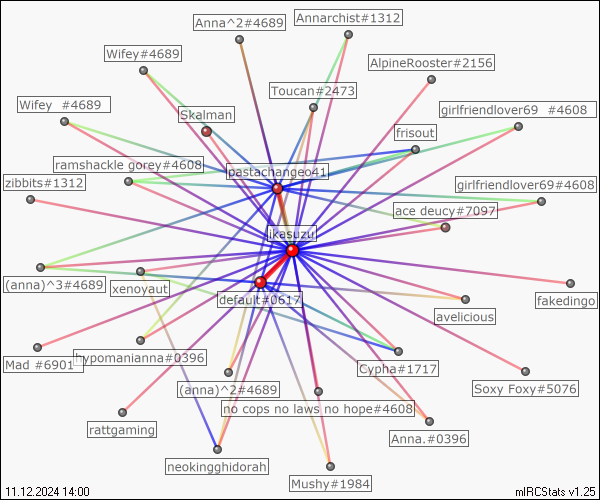 Anna^2#4689
Annarchist#1312
Wifey#4689
AlpineRooster#2156
Toucan#2473
Wifey  #4689
Skalman
girlfriendlover69  #4608
frisout
ramshackle gorey#4608
pastachangeo41
zibbits#1312
girlfriendlover69#4608
ace deucy#7097
ikasuzu
(anna)^3#4689
xenoyaut
default#0617
fakedingo
avelicious
Mad #6901
hypomanianna#0396
Cypha#1717
(anna)^2#4689
Soxy Foxy#5076
no cops no laws no hope#4608
rattgaming
Anna.#0396
neokingghidorah
Mushy#1984
11.12.2024 14:00
mIRCStats v1.25